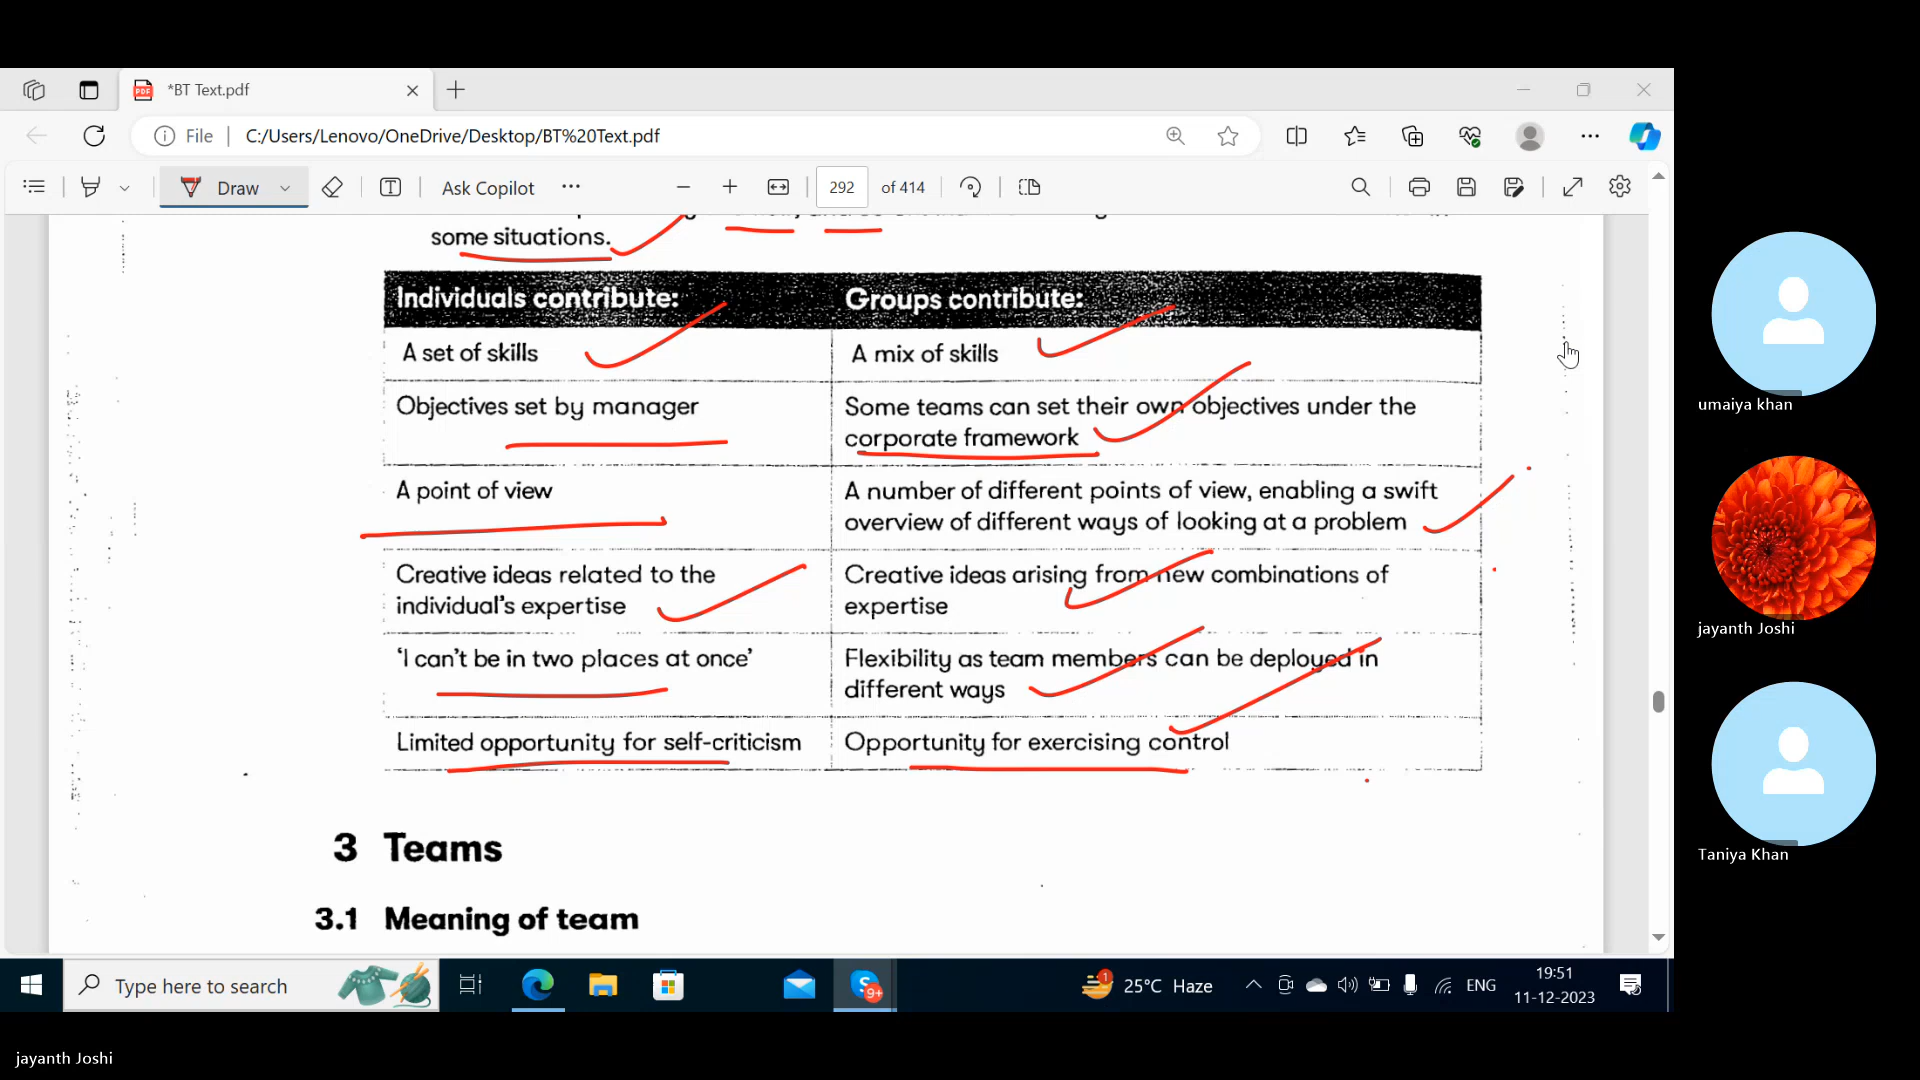 *BT Text.pdf
File
C:/Users/Lenovo/OneDrive/Desktop/BT%20Text.pdf
Draw
Ask Copilot
292
of 414
some situations.
Individuals contribute: Groups contribute:
A set of skills A mix of skills
Objectives set by manager Some teams can set their own objectives under the
corporate framework
A point of view A number of different points of view, enabling a swift
overview of different ways of looking at a problem
Creative ideas related to the Creative ideas arising from new combinations of
individual's expertise expertise
'I can't be in two places at once' Flexibility as team members can be deployed in
different ways
Limited opportunity for self-criticism Opportunity for exercising control
3 Teams
3.1 Meaning of team
umaiya khan
jayanth Joshi
Taniya Khan
Type here to search
9+
1
25°C Haze
ENG
19:51
11-12-2023
jayanth Joshi